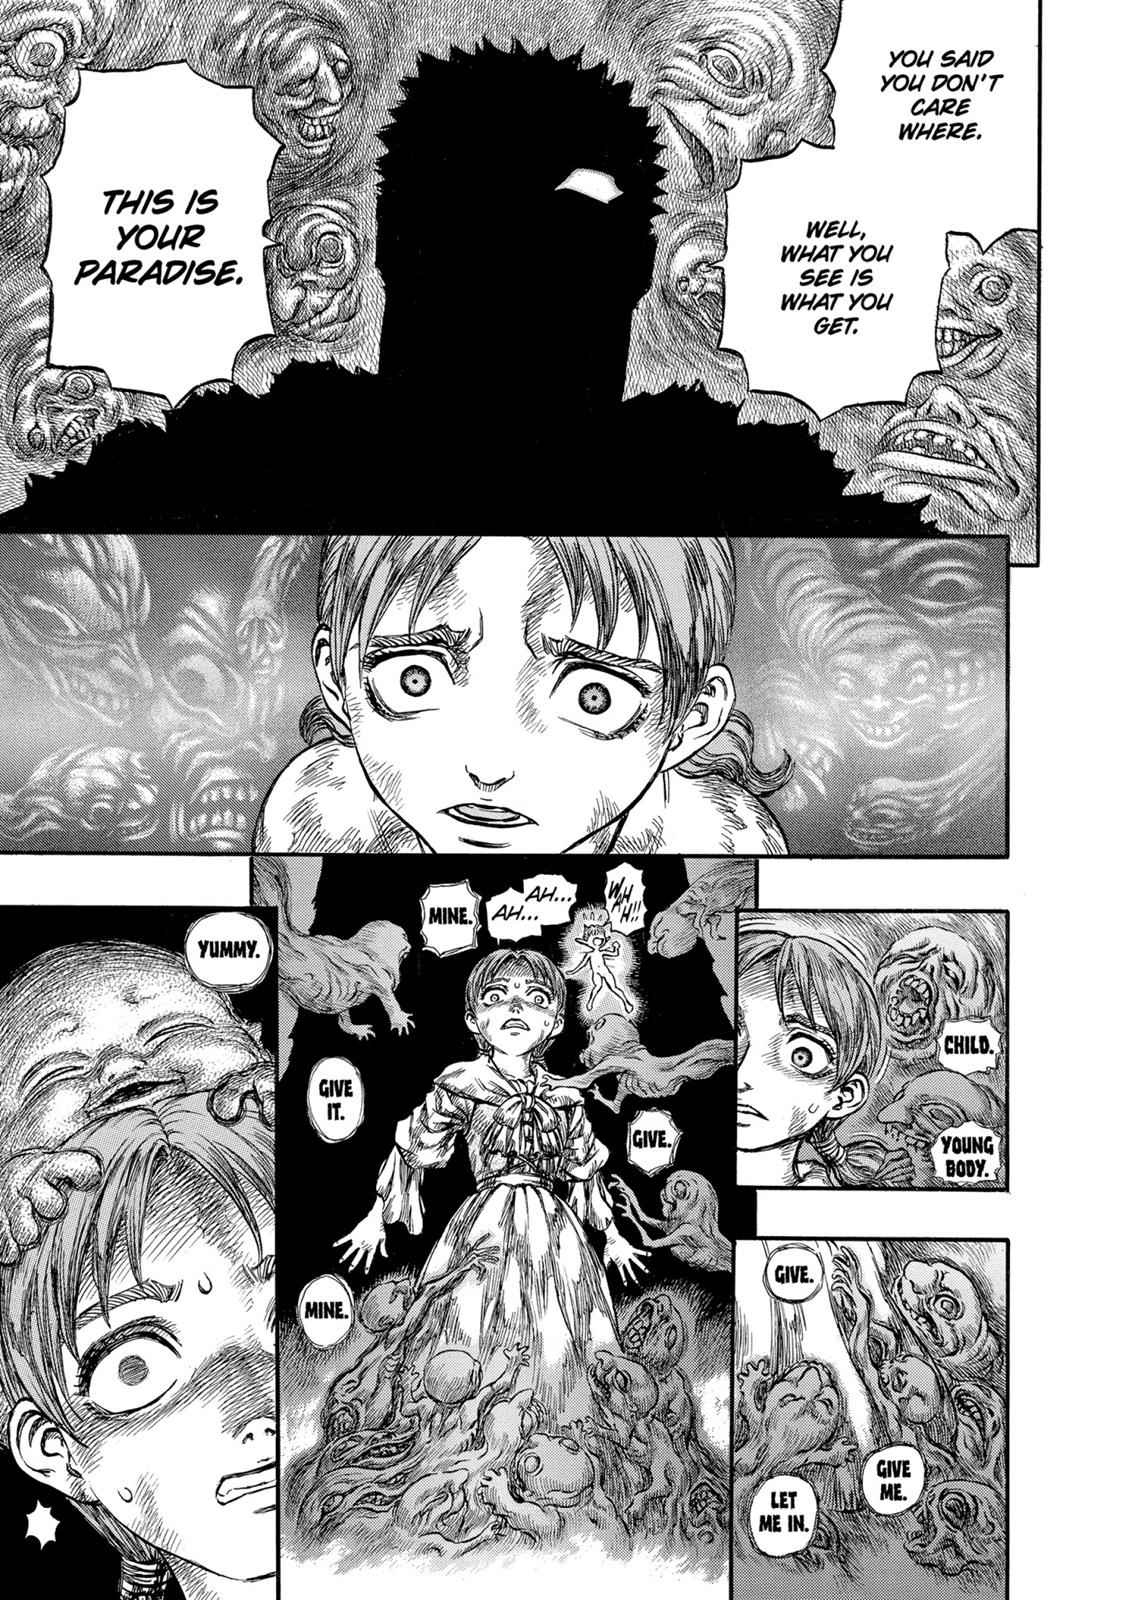 YOU SAID
YOU DON'T
CARE
WHERE.
WELL,
WHAT YOU
SEE IS
WHAT YOU
GET.
THIS IS
YOUR
PARADISE.
CHILD.
YOUNG
BODY.
GIVE.
GIVE
ME.
LET
ME IN.
WAH
AH
H!!
AH...
AH...
MINE.
GIVE
IT.
GIVE.
MINE.
YUMMY.